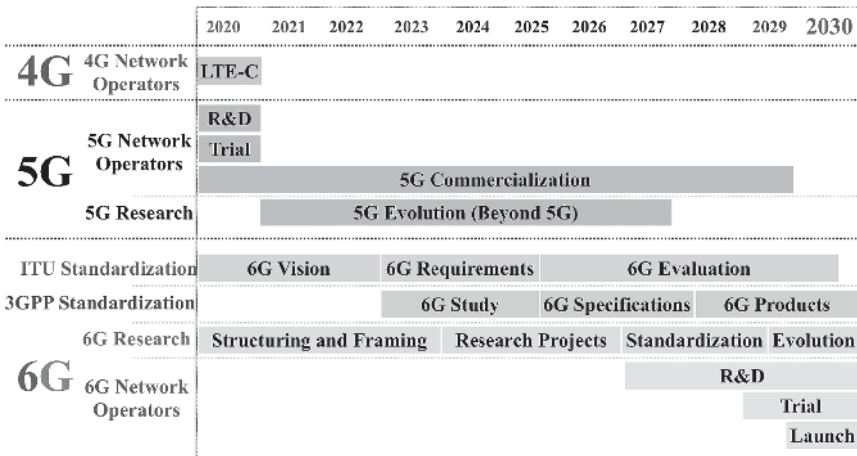 2020 2021 2022 2023 2024 2025 2026 2027 2028 2029 2030
4G 4G Network Operators LTE-C
5G 5G Network Operators R&D
Trial
5G Commercialization
5G Research 5G Evolution (Beyond 5G)
ITU Standardization 6G Vision 6G Requirements 6G Evaluation
3GPP Standardization 6G Study 6G Specifications 6G Products
6G Research Structuring and Framing Research Projects Standardization Evolution
6G 6G Network Operators R&D
Trial
Launch